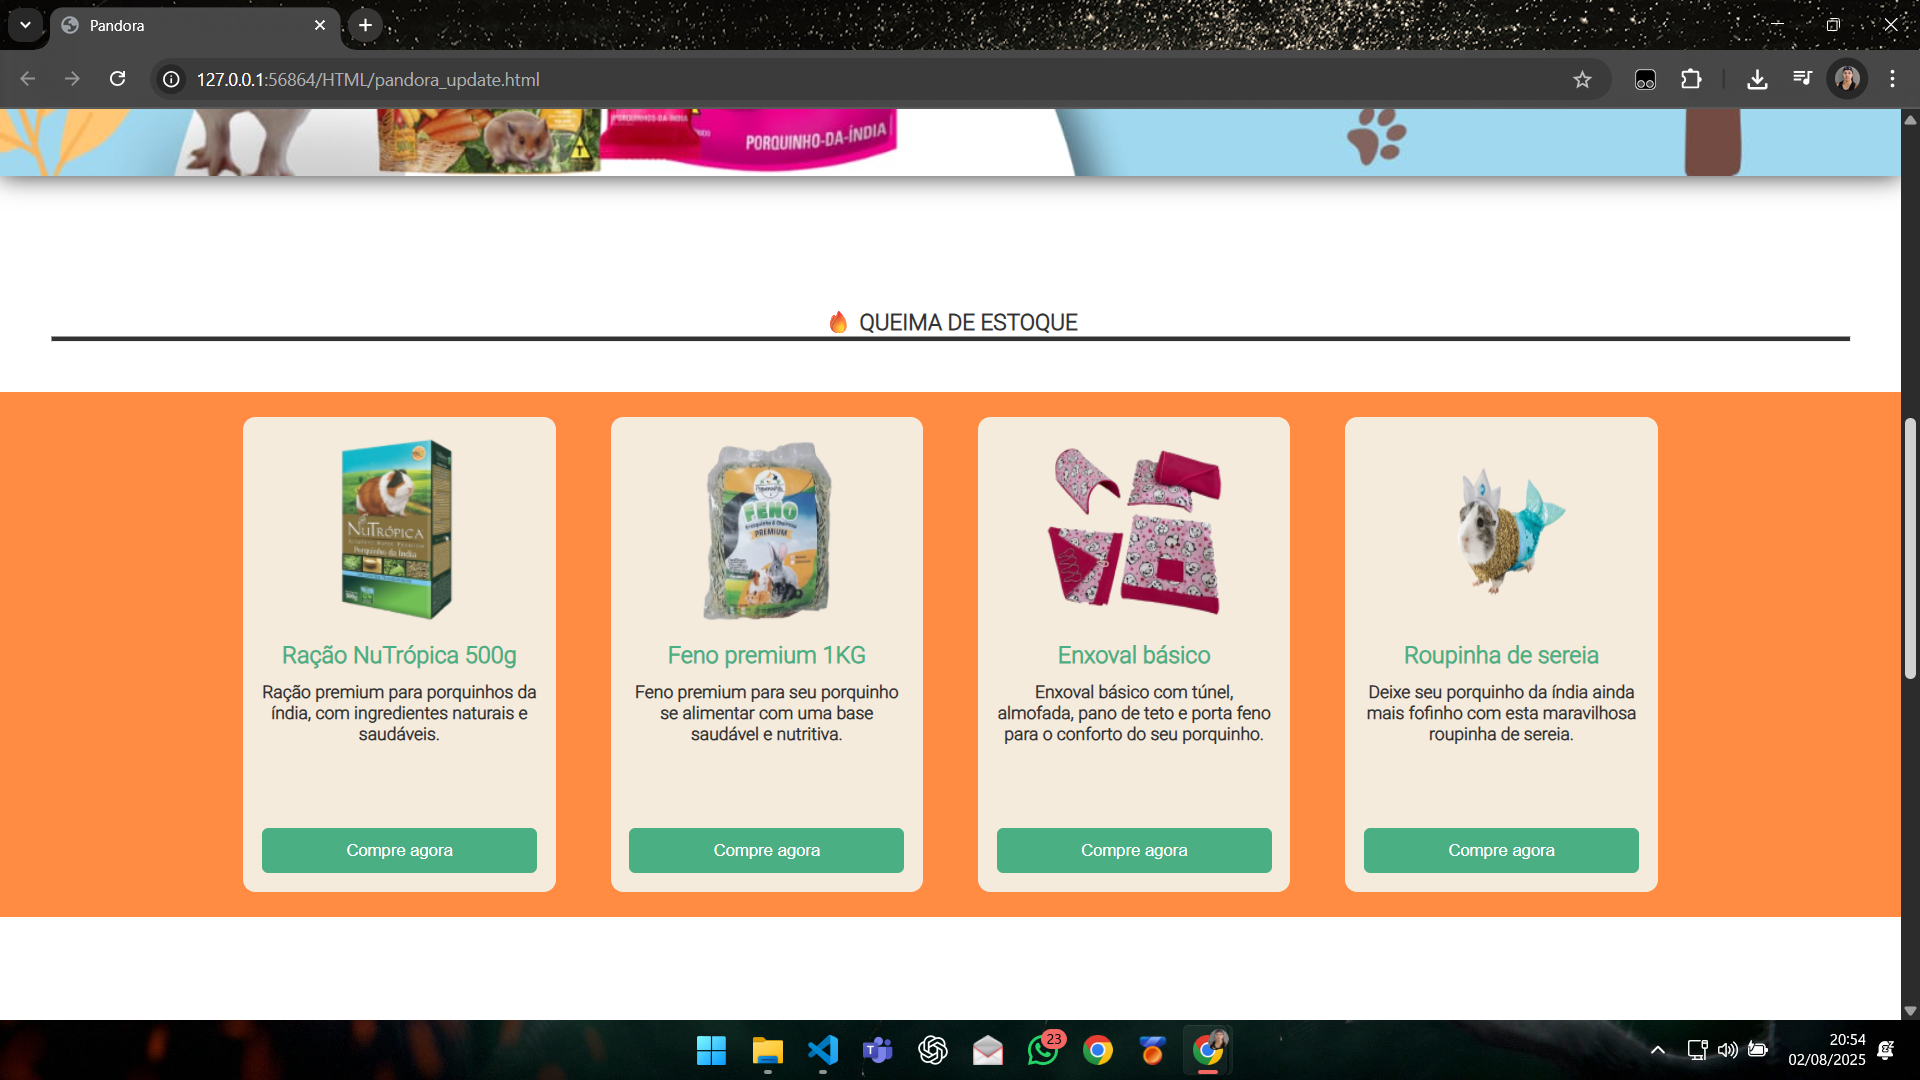 Pandora
127.0.0.1:56864/HTML/pandora_update.html
PORQUINHO-DA-ÍNDIA
QUEIMA DE ESTOQUE
NUTRÓPICA
Porquinho da Índia
FENO
PREMIUM
Ração NuTrópica 500g
Feno premium 1KG
Enxoval básico
Roupinha de sereia
Ração premium para porquinhos da
índia, com ingredientes naturais e
saudáveis.
Feno premium para seu porquinho
se alimentar com uma base
saudável e nutritiva.
Enxoval básico com túnel,
almofada, pano de teto e porta feno
para o conforto do seu porquinho.
Deixe seu porquinho da índia ainda
mais fofinho com esta maravilhosa
roupinha de sereia.
Compre agora
Compre agora
Compre agora
Compre agora
23
20:54
02/08/2025